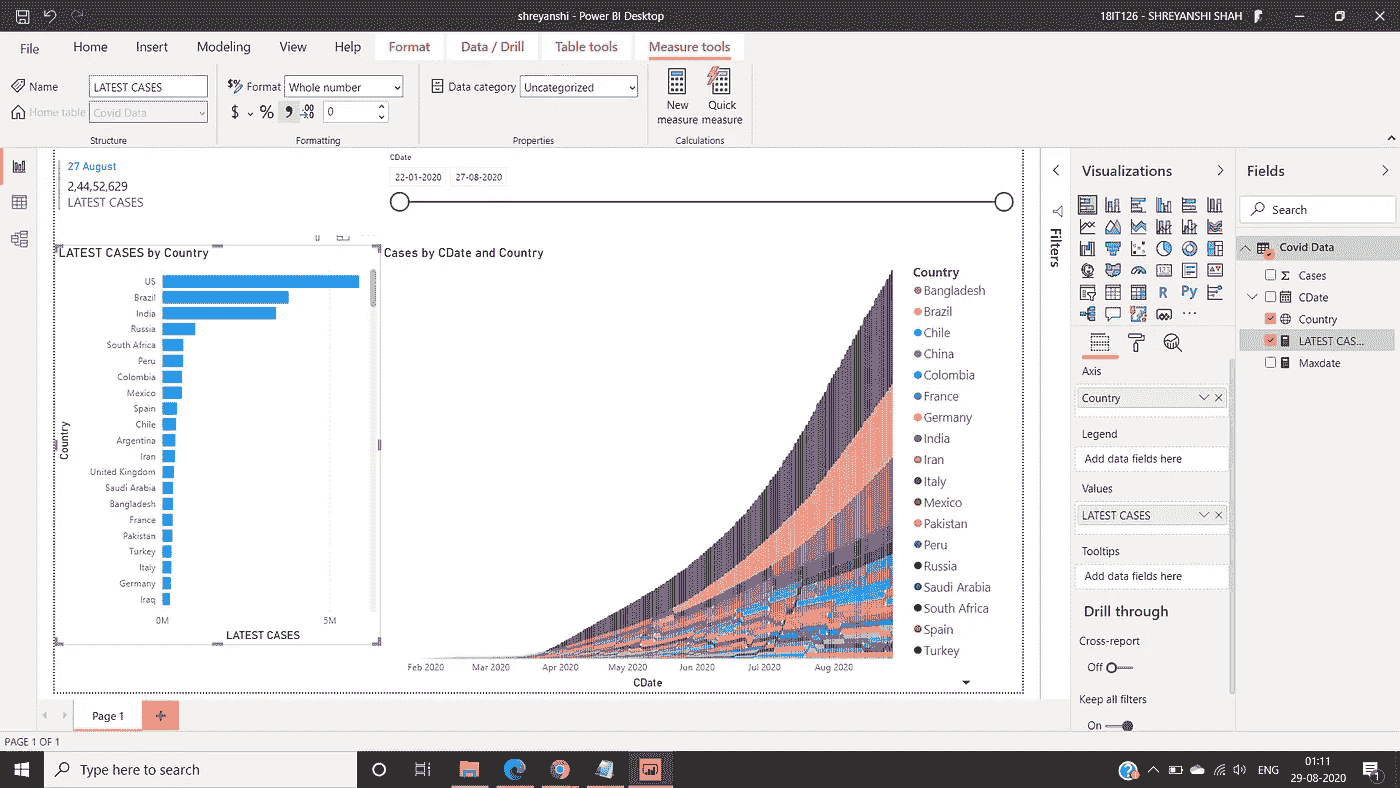 shreyanshi - Power BI Desktop
18IT126 - SHREYANSHI SHAH
File Home Insert Modeling View Help Format Data / Drill Table tools Measure tools
Name LATEST CASES
Home table Covid Data
Structure
Format Whole number
$ % 9 .00 0
Formatting
Data category Uncategorized
Properties
New measure
Quick measure
Calculations
27 August
2,44,52,629
LATEST CASES
CDate
22-01-2020 27-08-2020
LATEST CASES by Country
US
Brazil
India
Russia
South Africa
Peru
Colombia
Mexico
Spain
Chile
Argentina
Iran
United Kingdom
Saudi Arabia
Bangladesh
France
Pakistan
Turkey
Italy
Germany
Iraq
Country
0M 5M
LATEST CASES
Cases by CDate and Country
Feb 2020 Mar 2020 Apr 2020 May 2020 Jun 2020 Jul 2020 Aug 2020
CDate
Country
Bangladesh
Brazil
Chile
China
Colombia
France
Germany
India
Iran
Italy
Mexico
Pakistan
Peru
Russia
Saudi Arabia
South Africa
Spain
Turkey
Filters
Visualizations
R Py
Axis
Country
Legend
Add data fields here
Values
LATEST CASES
Tooltips
Add data fields here
Drill through
Cross-report
Off
Keep all filters
On
Fields
Search
Covid Data
Σ Cases
CDate
Country
LATEST CAS...
Maxdate
Page 1
PAGE 1 OF 1
Type here to search
ENG
01:11
29-08-2020
1